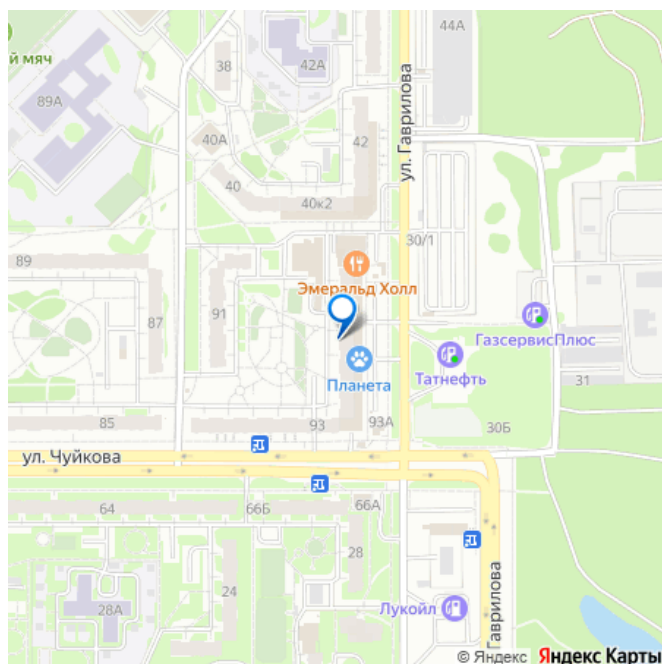 44А
й мяч
38
42А
89А
ул. Гаврилова
40А
42
40
40к2
30/1
89
Эмеральд Холл
87
91
ГазсервисПлюс
Татнефть
Планета
31
85
93
93А
30Б
ул. Чуйкова
64
66Б
66А
28
24
28А
Лукойл
Гаврилова
© Яндекс Яндекс Карты